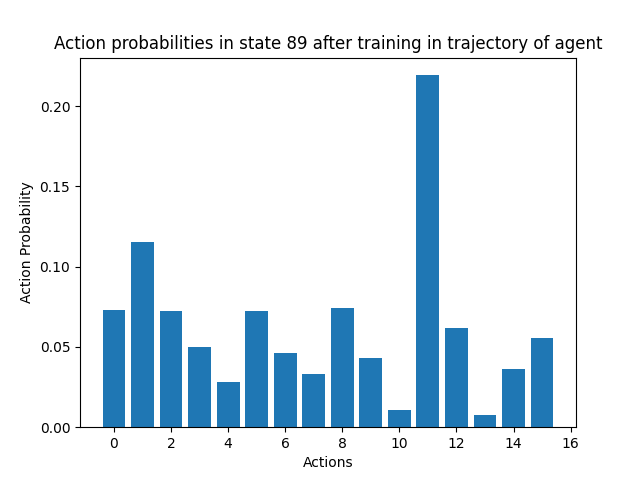 Action probabilities in state 89 after training in trajectory of agent
0.20
0.15
0.10
0.05
0.00
Action Probability
0 2 4 6 8 10 12 14 16
Actions